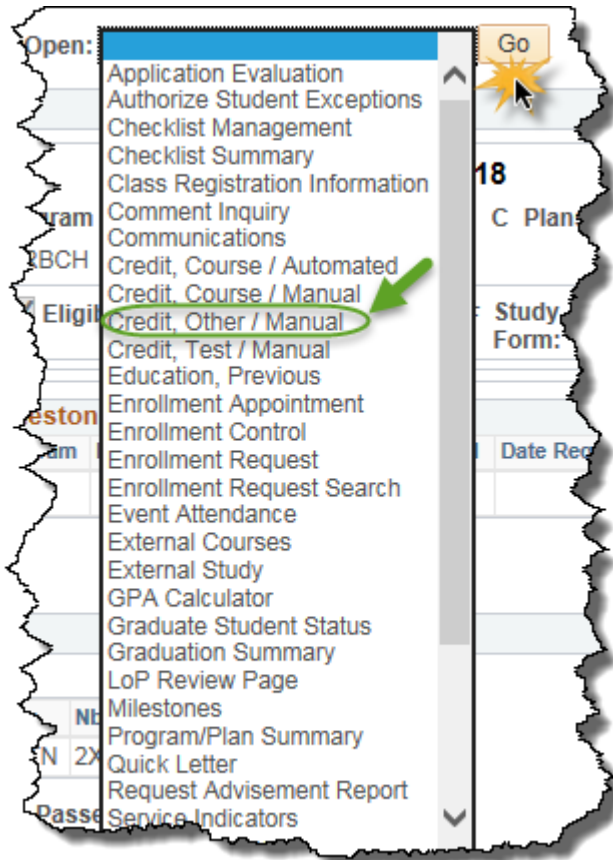 Open: Go
Application Evaluation
Authorize Student Exceptions
Checklist Management
Checklist Summary
Class Registration Information 18
Comment Inquiry C Plan
Communications
Credit, Course / Automated
Credit, Course / Manual
Credit, Other / Manual Study
Credit, Test / Manual Form:
Education, Previous
Enrollment Appointment
Enrollment Control
Enrollment Request Date Req
Enrollment Request Search
Event Attendance
External Courses
External Study
GPA Calculator
Graduate Student Status
Graduation Summary
LoP Review Page
Milestones
Nb
Program/Plan Summary
N 2X
Quick Letter
Request Advisement Report
Passe Service Indicators